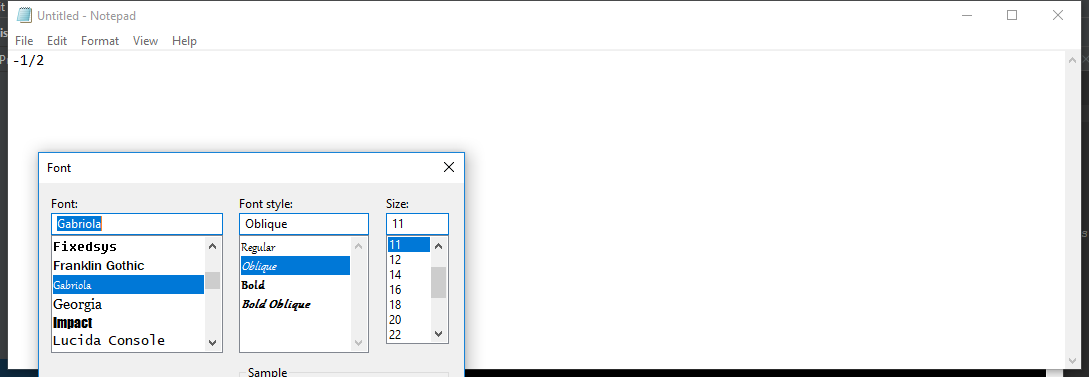 Untitled - Notepad
File Edit Format View Help
-1/2
Font
Font: Font style: Size:
Gabriola Oblique 11
Fixedsys Regular 11
Franklin Gothic Oblique 12
Gabriola Bold 14
Georgia Bold Oblique 16
Impact 18
Lucida Console 20
22
Sample